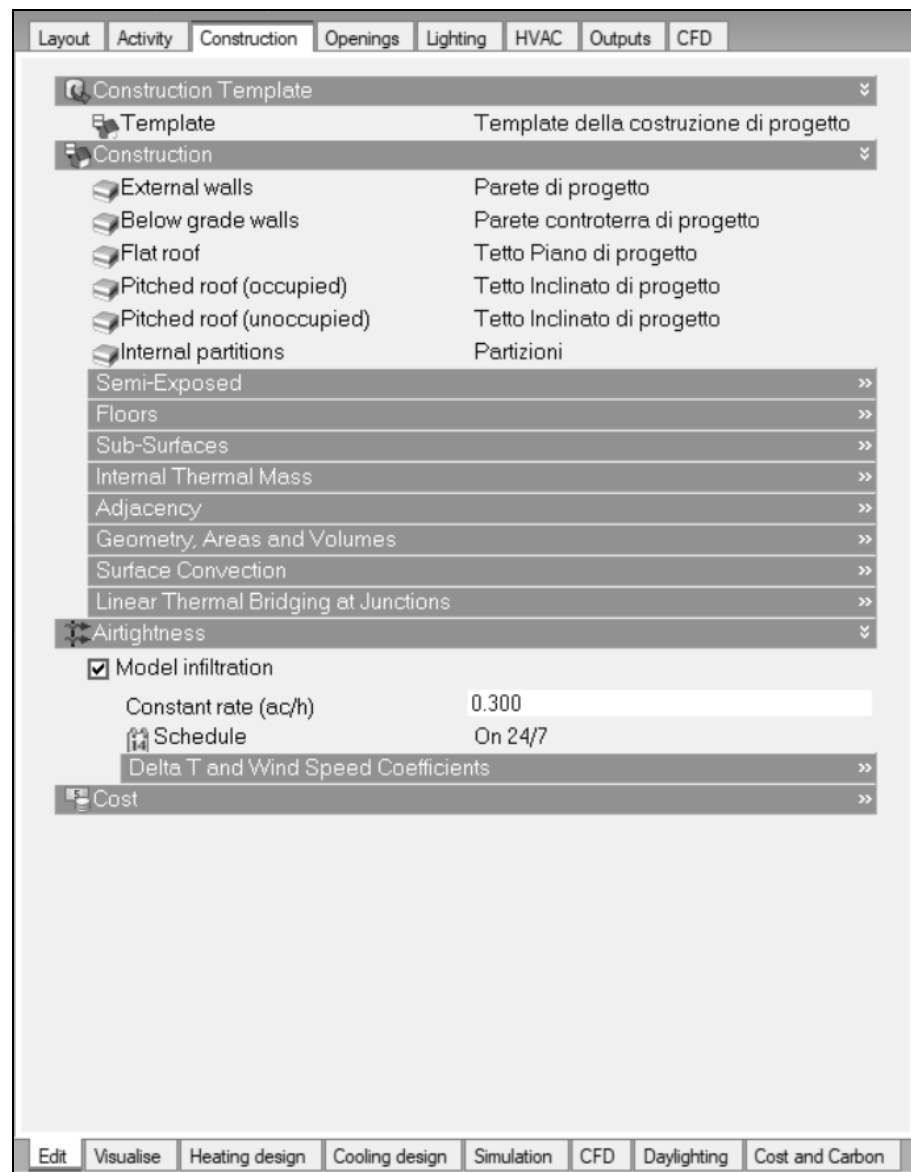 Layout Activity Construction Openings Lighting HVAC Outputs CFD
Construction Template
Template Template della costruzione di progetto
Construction
External walls Parete di progetto
Below grade walls Parete controterra di progetto
Flat roof Tetto Piano di progetto
Pitched roof (occupied) Tetto Inclinato di progetto
Pitched roof (unoccupied) Tetto Inclinato di progetto
Internal partitions Partizioni
Semi-Exposed
Floors
Sub-Surfaces
Internal Thermal Mass
Adjacency
Geometry, Areas and Volumes
Surface Convection
Linear Thermal Bridging at Junctions
Airtightness
Model infiltration
Constant rate (ac/h) 0.300
14 Schedule On 24/7
Delta T and Wind Speed Coefficients
Cost
Edit Visualise Heating design Cooling design Simulation CFD Daylighting Cost and Carbon